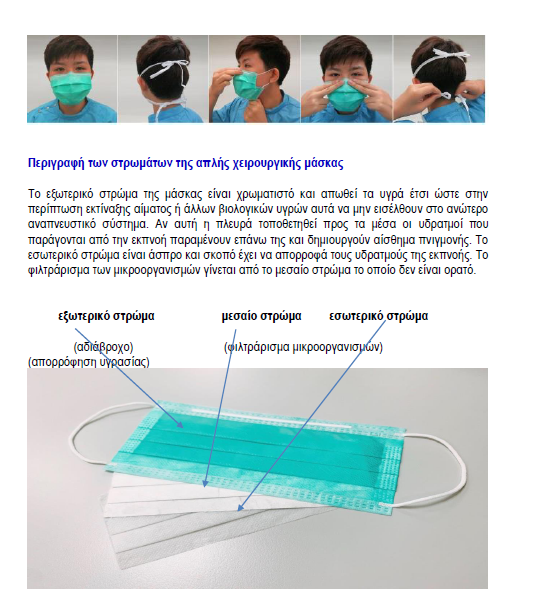 Περιγραφή των στρωμάτων της απλής χειρουργικής μάσκας
Το εξωτερικό στρώμα της μάσκας είναι χρωματιστό και απωθεί τα υγρά έτσι ώστε στην
περίπτωση εκτίναξης αίματος ή άλλων βιολογικών υγρών αυτά να μην εισέλθουν στο ανώτερο
αναπνευστικό σύστημα. Αν αυτή η πλευρά τοποθετηθεί προς τα μέσα οι υδρατμοί που
παράγονται από την εκπνοή παραμένουν επάνω της και δημιουργούν αίσθημα πνιγμονής. Το
εσωτερικό στρώμα είναι άσπρο και σκοπό έχει να απορροφά τους υδρατμούς της εκπνοής. Το
φιλτράρισμα των μικροοργανισμών γίνεται από το μεσαίο στρώμα το οποίο δεν είναι ορατό.
εξωτερικό στρώμα μεσαίο στρώμα εσωτερικό στρώμα
(αδιάβροχο) (φιλτράρισμα μικροοργανισμών)
(απορρόφηση υγρασίας)